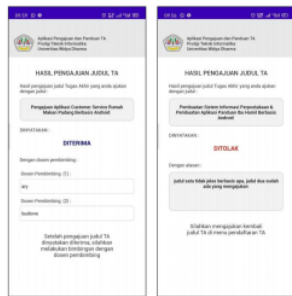 Aplikasi Pengajuan dan Panduan TA
Prodip Teknik Informatika
Universitas Widya Dharma
HASIL PENGAJUAN JUDUL TA
Hasil pengajuan judul Tugas Akhir yang anda ajukan
dengan judul :
Pengajuan Aplikasi Customer Service Rumah
Makan Padang Berbasis Android
DINYATAKAN :
DITERIMA
Dengan dosen pembimbing :
Dosen Pembimbing (1) :
ary
Dosen Pembimbing (2) :
budiono
Setelah pengajuan judul TA
dinyatakan diterima, silahkan
melakukan bimbingan dengan
dosen pembimbing
Aplikasi Pengajuan dan Panduan TA
Prodip Teknik Informatika
Universitas Widya Dharma
HASIL PENGAJUAN JUDUL TA
Hasil pengajuan judul Tugas Akhir yang anda ajukan
dengan judul :
Pembuatan Sistem Informasi Perpustakaan &
Pembuatan Aplikasi Panduan Ibu Hamil Berbasis
Android
DINYATAKAN :
DITOLAK
Dengan alasan :
judul satu tidak jelas berbasis apa, judul dua sudah
ada yang mengajukan
Silahkan mengajukan kembali
judul TA di menu pendaftaran TA